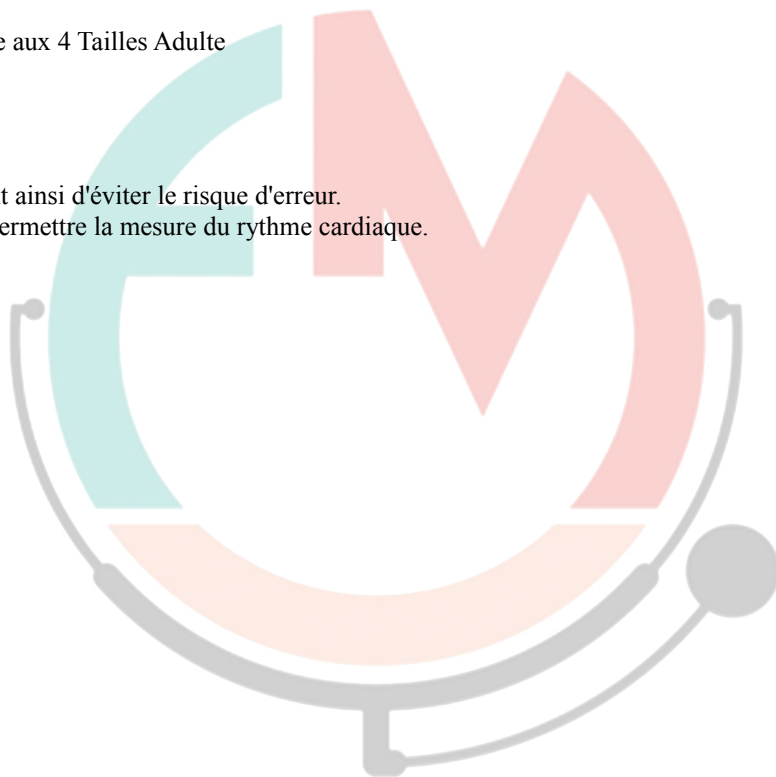 e aux 4 Tailles Adulte
t ainsi d'éviter le risque d'erreur.
ermettre la mesure du rythme cardiaque.